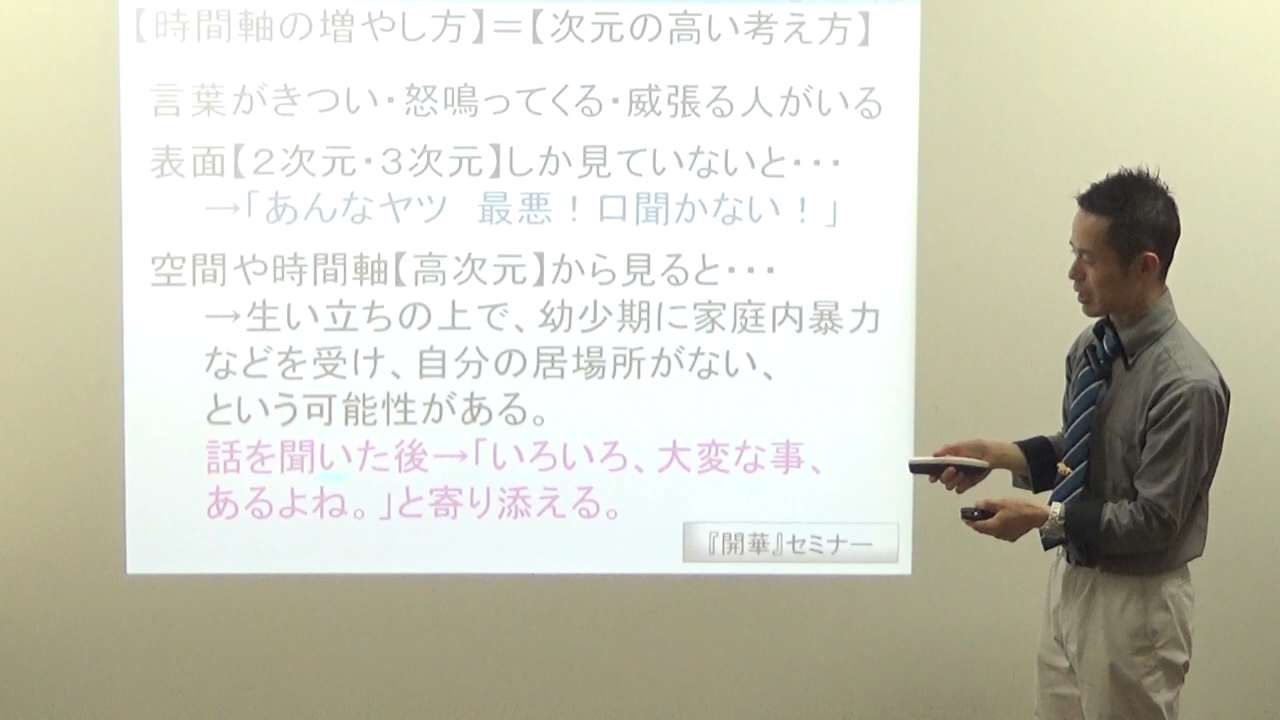 【時間軸の増やし方】＝【次元の高い考え方】
言葉がきつい・怒鳴ってくる・威張る人がいる
表面【２次元・３次元】しか見ていないと・・・
→「あんなヤツ　最悪！口聞かない！」
空間や時間軸【高次元】から見ると・・・
→生い立ちの上で、幼少期に家庭内暴力
などを受け、自分の居場所がない、
という可能性がある。
話を聞いた後→「いろいろ、大変な事、
あるよね。」と寄り添える。
『開華』セミナー